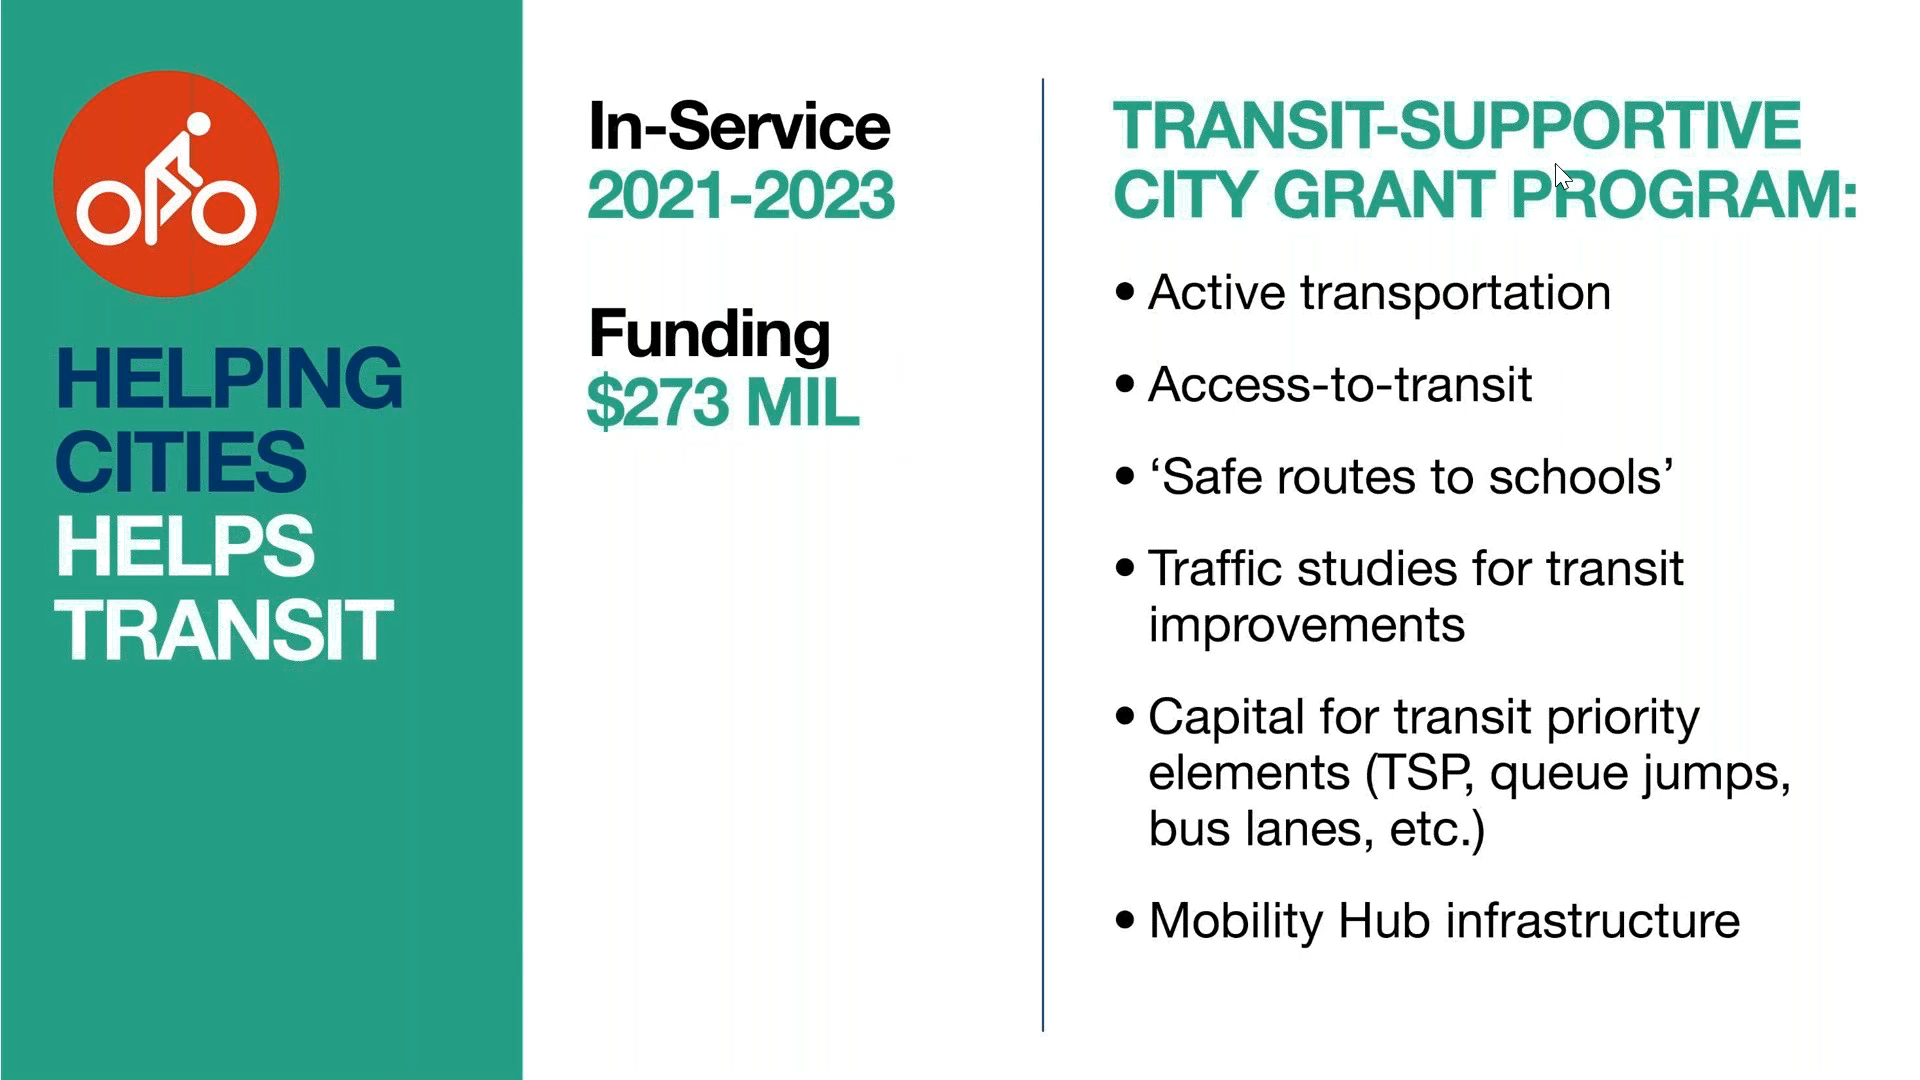 HELPING
CITIES
HELPS
TRANSIT
In-Service
2021-2023
Funding
$273 MIL
TRANSIT-SUPPORTIVE
CITY GRANT PROGRAM:
• Active transportation
• Access-to-transit
• ‘Safe routes to schools’
• Traffic studies for transit
improvements
• Capital for transit priority
elements (TSP, queue jumps,
bus lanes, etc.)
• Mobility Hub infrastructure